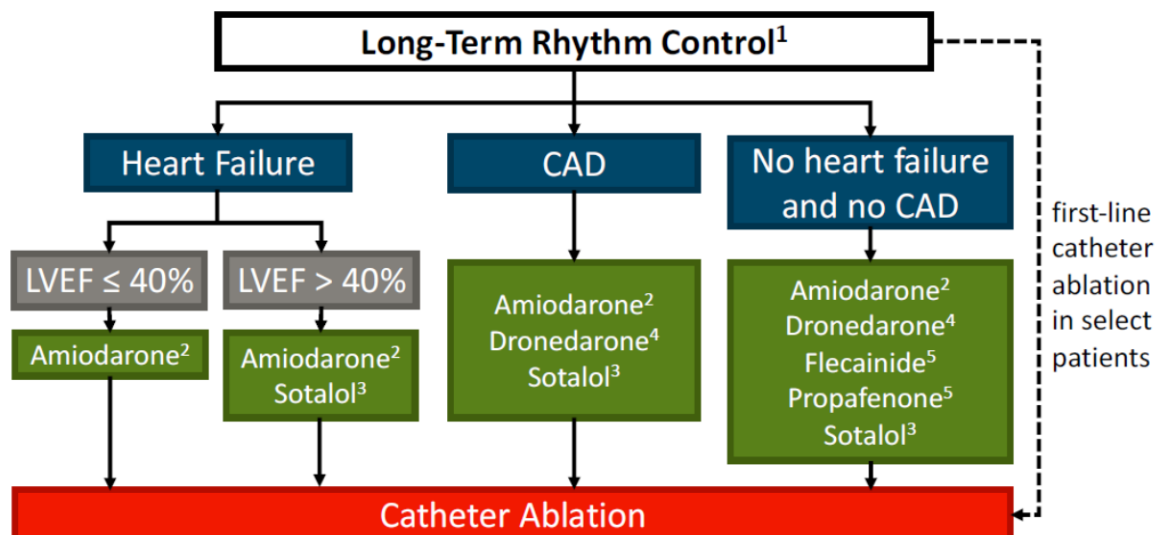 Long-Term Rhythm Control¹
Heart Failure
CAD
No heart failure
and no CAD
first-line
catheter
ablation
in select
patients
LVEF ≤ 40%
LVEF > 40%
Amiodarone²
Amiodarone²
Sotalol³
Amiodarone²
Dronedarone⁴
Sotalol³
Amiodarone²
Dronedarone⁴
Flecainide⁵
Propafenone⁵
Sotalol³
Catheter Ablation